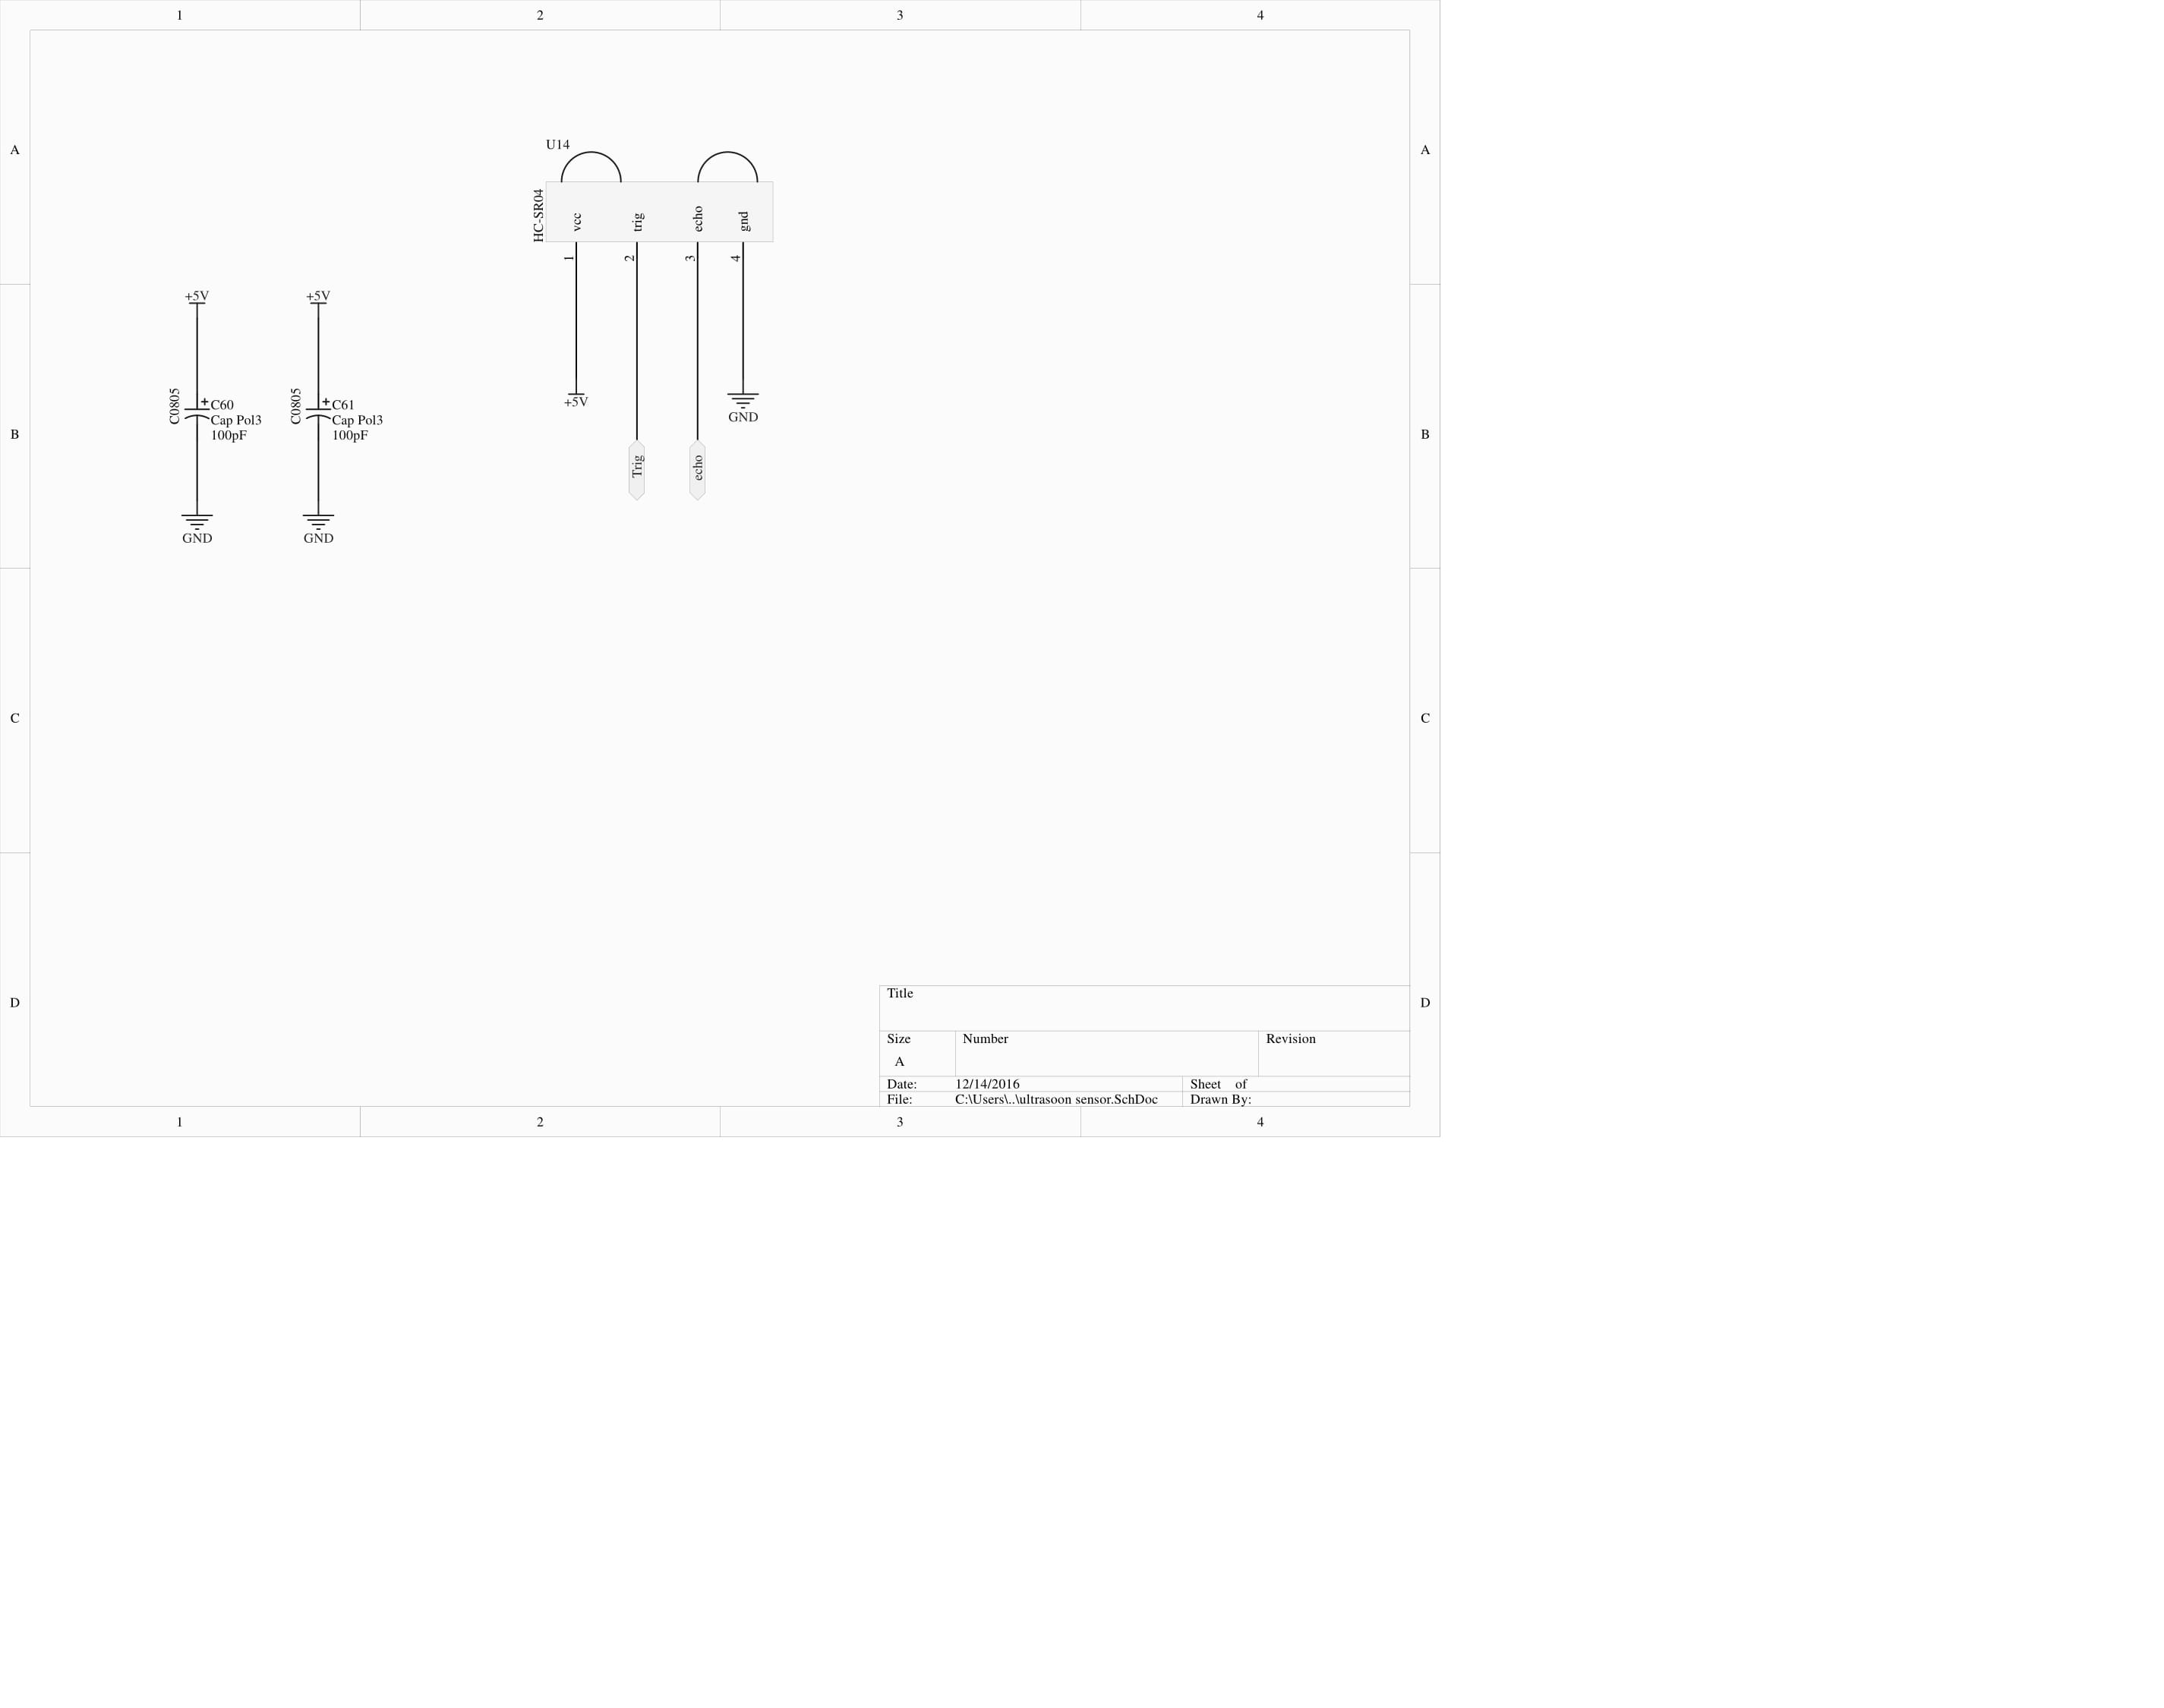 1 2 3 4
A A
U14
HC-SR04
vcc trig echo gnd
1 2 3 4
+5V +5V
C0805 C0805
C60 C61
Cap Pol3 Cap Pol3
100pF 100pF
+5V
GND
Trig echo
B B
GND GND
C C
D D
Title
Size Number Revision
A
Date: 12/14/2016 Sheet of
File: C:\Users\..\ultrasoon sensor.SchDoc Drawn By:
1 2 3 4